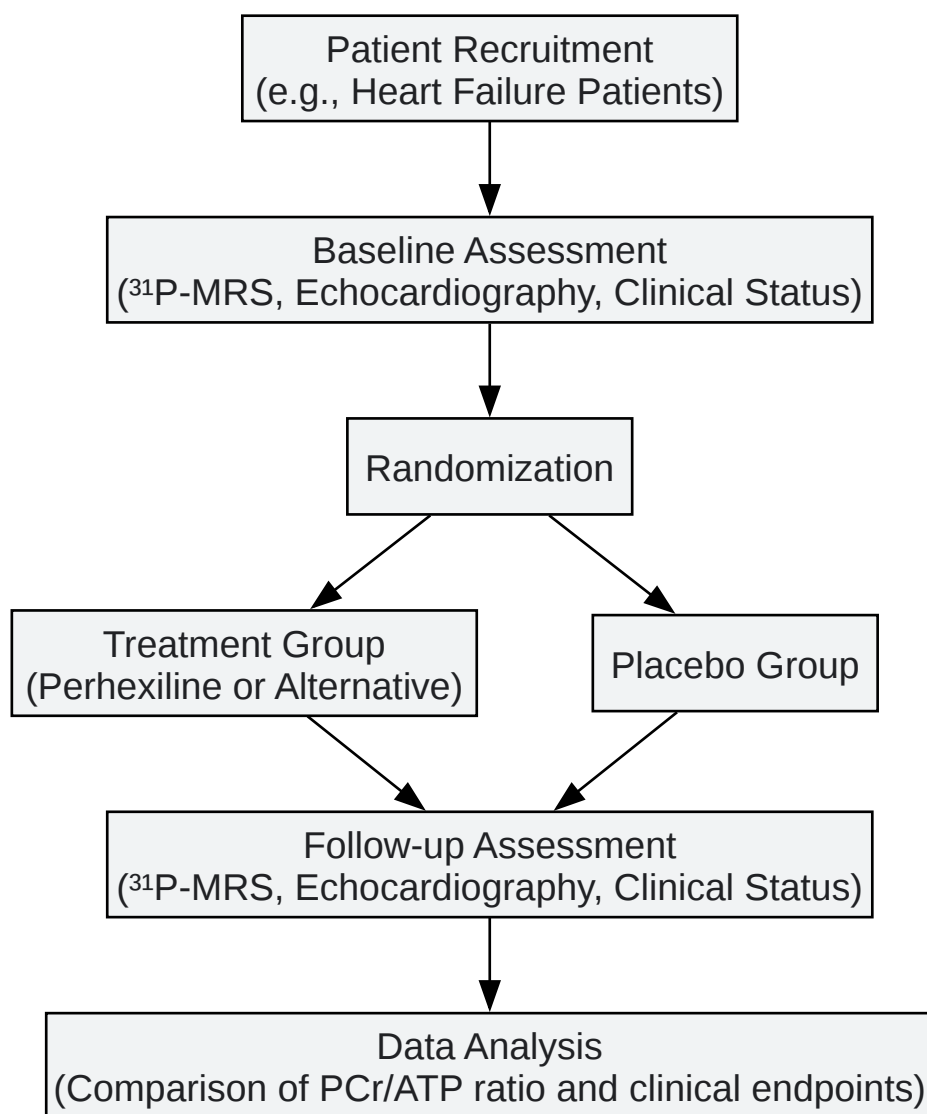 Patient Recruitment
(e.g., Heart Failure Patients)
Baseline Assessment
(³¹P-MRS, Echocardiography, Clinical Status)
Randomization
Treatment Group
(Perhexiline or Alternative)
Placebo Group
Follow-up Assessment
(³¹P-MRS, Echocardiography, Clinical Status)
Data Analysis
(Comparison of PCr/ATP ratio and clinical endpoints)